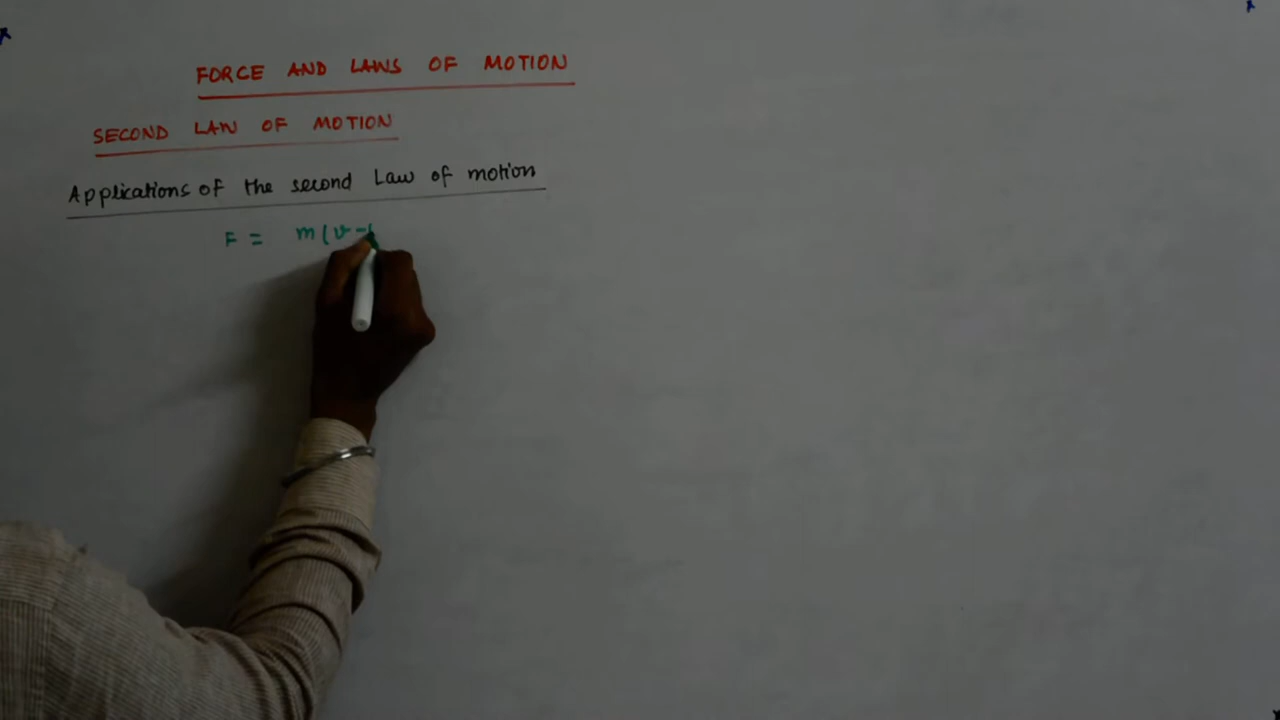 FORCE AND LAWS OF MOTION
SECOND LAW OF MOTION
Applications of the second Law of motion
F = m(v-